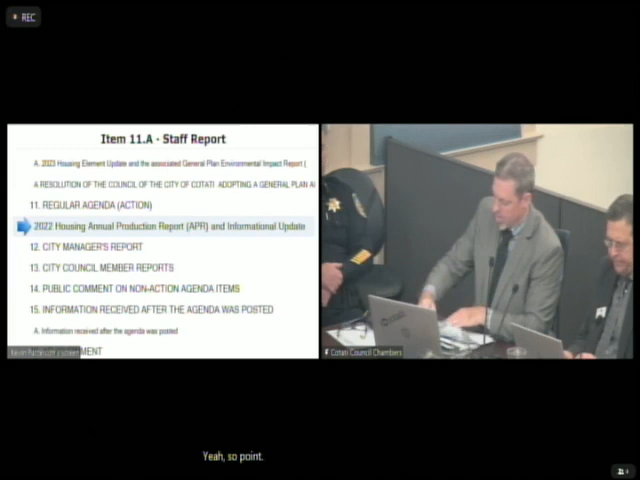 REC
Item 11.A - Staff Report
A. 2023 Housing Element Update and the associated General Plan Environmental Impact Report (
A RESOLUTION OF THE COUNCIL OF THE CITY OF COTATI ADOPTING A GENERAL PLAN A
11. REGULAR AGENDA (ACTION)
2022 Housing Annual Production Report (APR) and Informational Update
12. CITY MANAGER'S REPORT
13. CITY COUNCIL MEMBER REPORTS
14. PUBLIC COMMENT ON NON-ACTION AGENDA ITEMS
15. INFORMATION RECEIVED AFTER THE AGENDA WAS POSTED
A. Information received after the agenda was posted
MENT
Cotati Council Chambers
Yeah, so point.